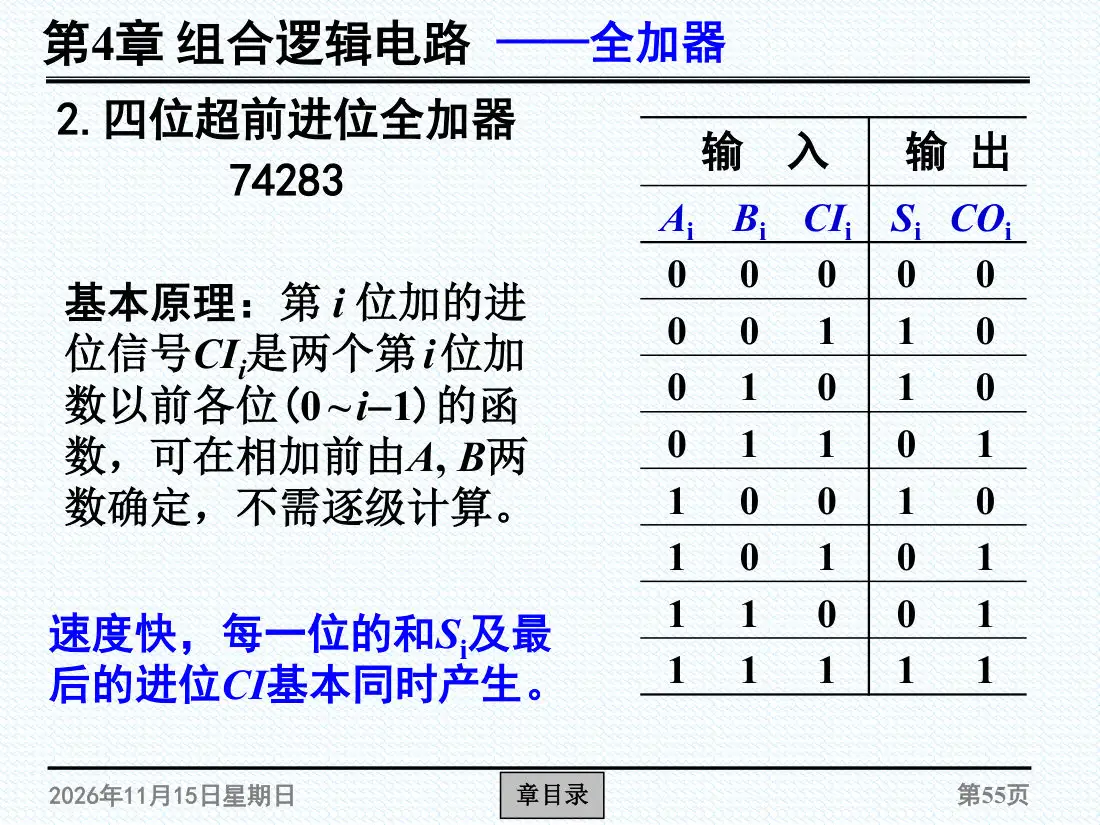 第4章 组合逻辑电路 ——全加器
2.四位超前进位全加器
74283
基本原理：第 i 位加的进
位信号CIi是两个第i位加
数以前各位(0～i–1)的函
数，可在相加前由A, B两
数确定，不需逐级计算。
速度快，每一位的和Si及最
后的进位CI基本同时产生。
输 入 输 出
Ai Bi CIi Si COi
0 0 0 0 0
0 0 1 1 0
0 1 0 1 0
0 1 1 0 1
1 0 0 1 0
1 0 1 0 1
1 1 0 0 1
1 1 1 1 1
2026年11月15日星期日
章目录
第55页